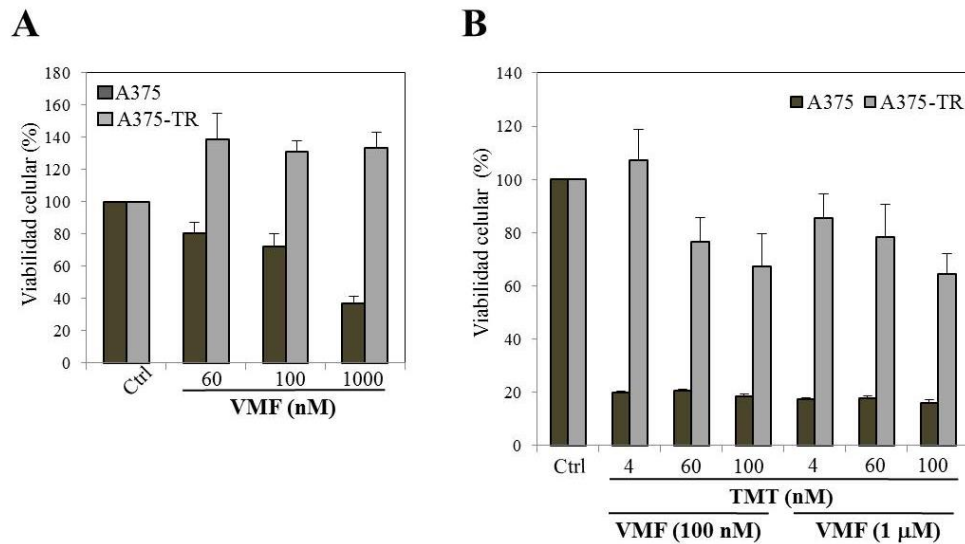 A
B
Viabilidad celular (%)
180
160
140
120
100
80
60
40
20
0
A375
A375-TR
Ctrl
60 100 1000
VMF (nM)
Viabilidad celular (%)
140
120
100
80
60
40
20
0
A375 A375-TR
Ctrl 4 60 100 4 60 100
TMT (nM)
VMF (100 nM) VMF (1 µM)